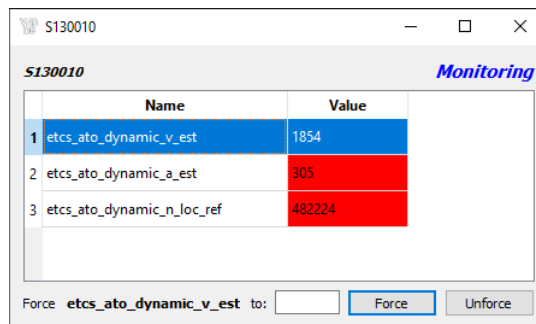 S130010
S130010 Monitoring
Name Value
1 etcs_ato_dynamic_v_est 1854
2 etcs_ato_dynamic_a_est 305
3 etcs_ato_dynamic_n_loc_ref 482224
Force etcs_ato_dynamic_v_est to: Force Unforce